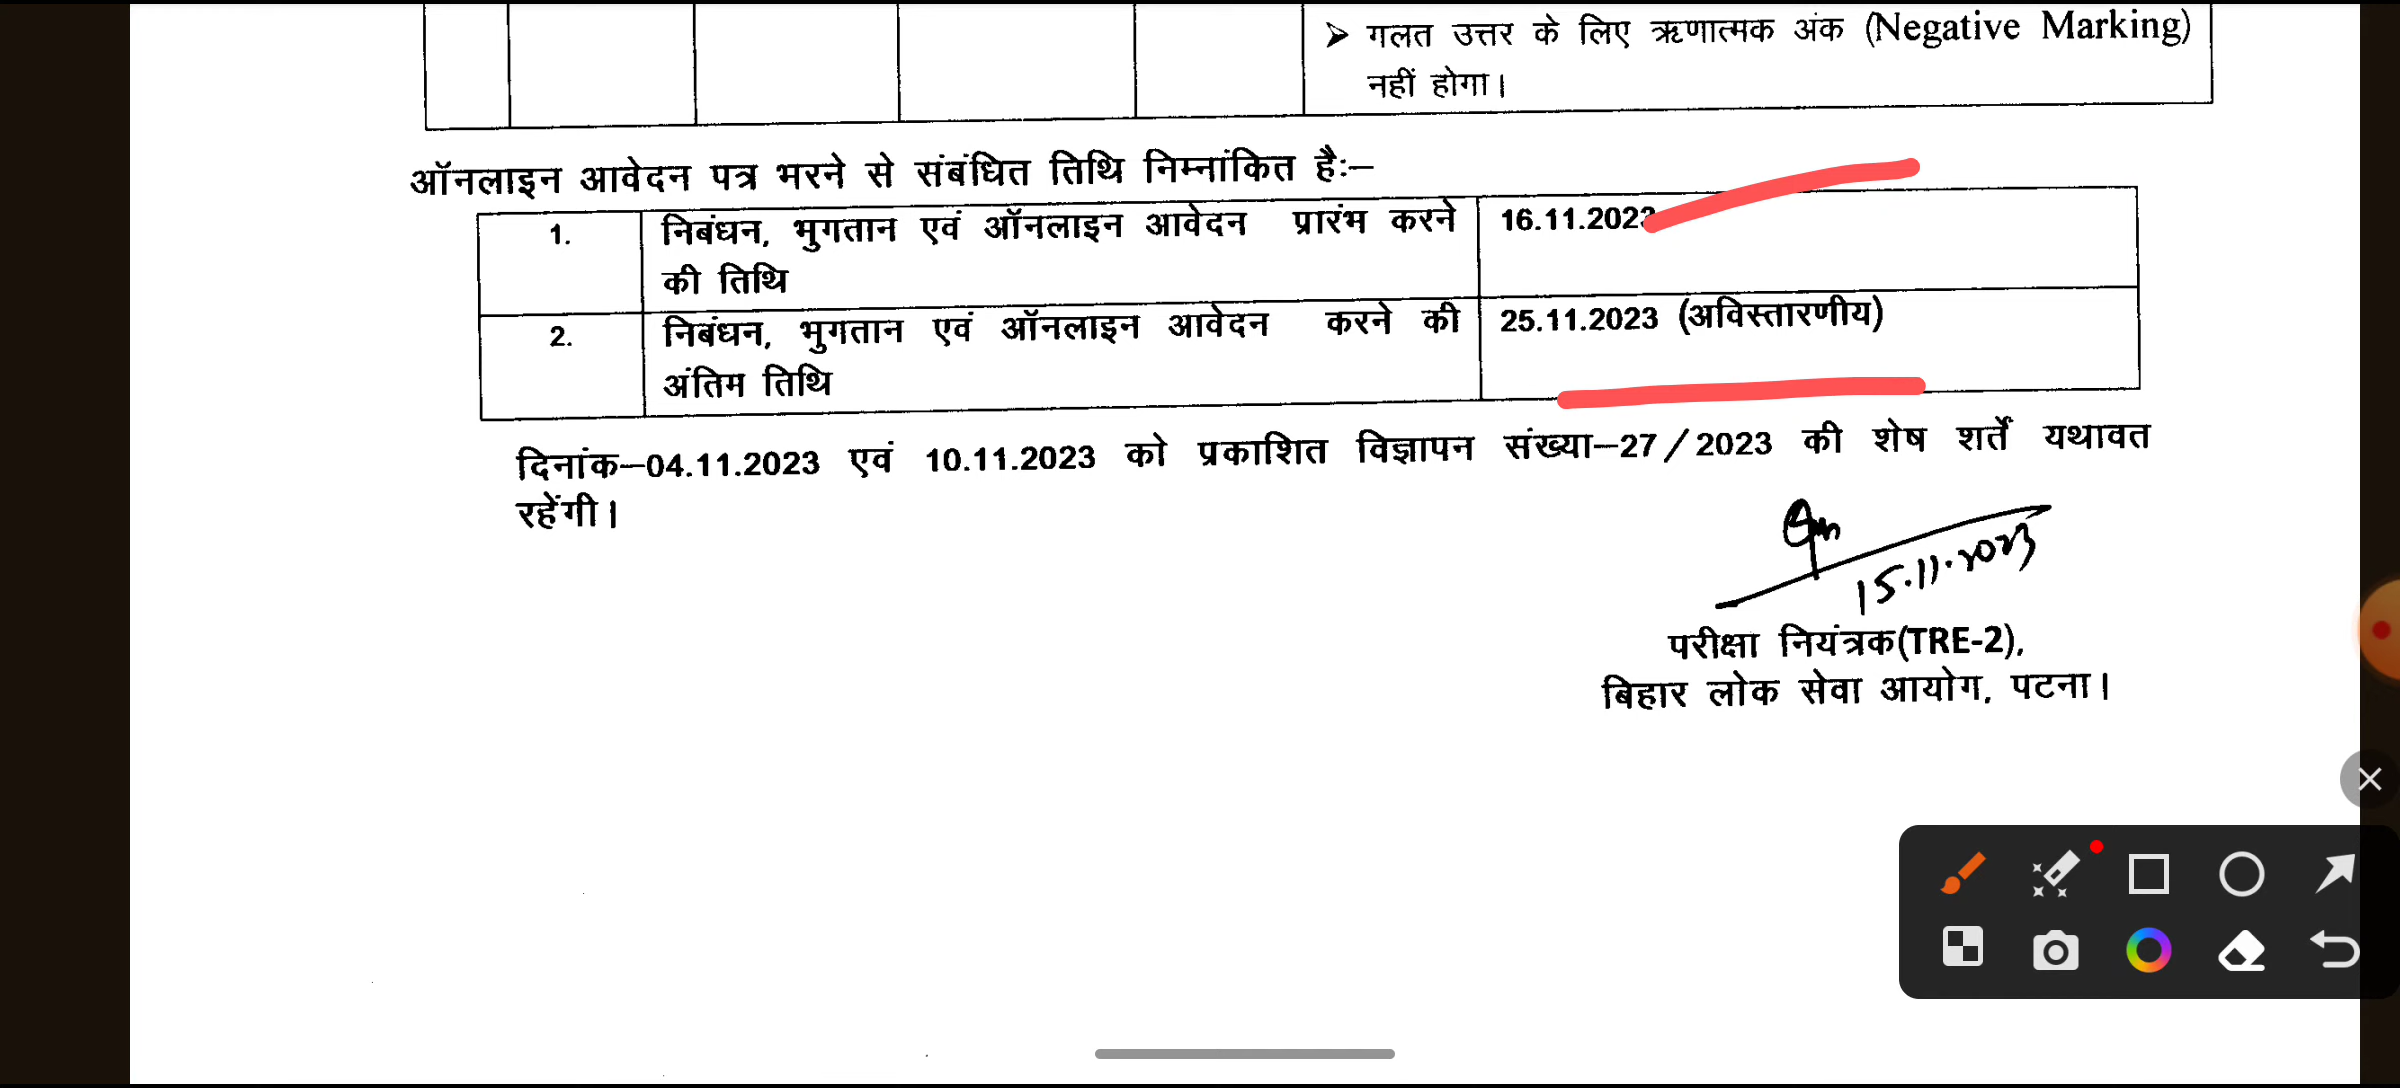 ➢ गलत उत्तर के लिए ऋणात्मक अंक (Negative Marking)
नहीं होगा।
ऑनलाइन आवेदन पत्र भरने से संबंधित तिथि निम्नांकित है:–
1. निबंधन, भुगतान एवं ऑनलाइन आवेदन प्रारंभ करने 16.11.2023
की तिथि
2. निबंधन, भुगतान एवं ऑनलाइन आवेदन करने की 25.11.2023 (अविस्तारणीय)
अंतिम तिथि
दिनांक–04.11.2023 एवं 10.11.2023 को प्रकाशित विज्ञापन संख्या–27/2023 की शेष शर्तें यथावत
रहेंगी।
15.11.2023
परीक्षा नियंत्रक(TRE-2),
बिहार लोक सेवा आयोग, पटना।